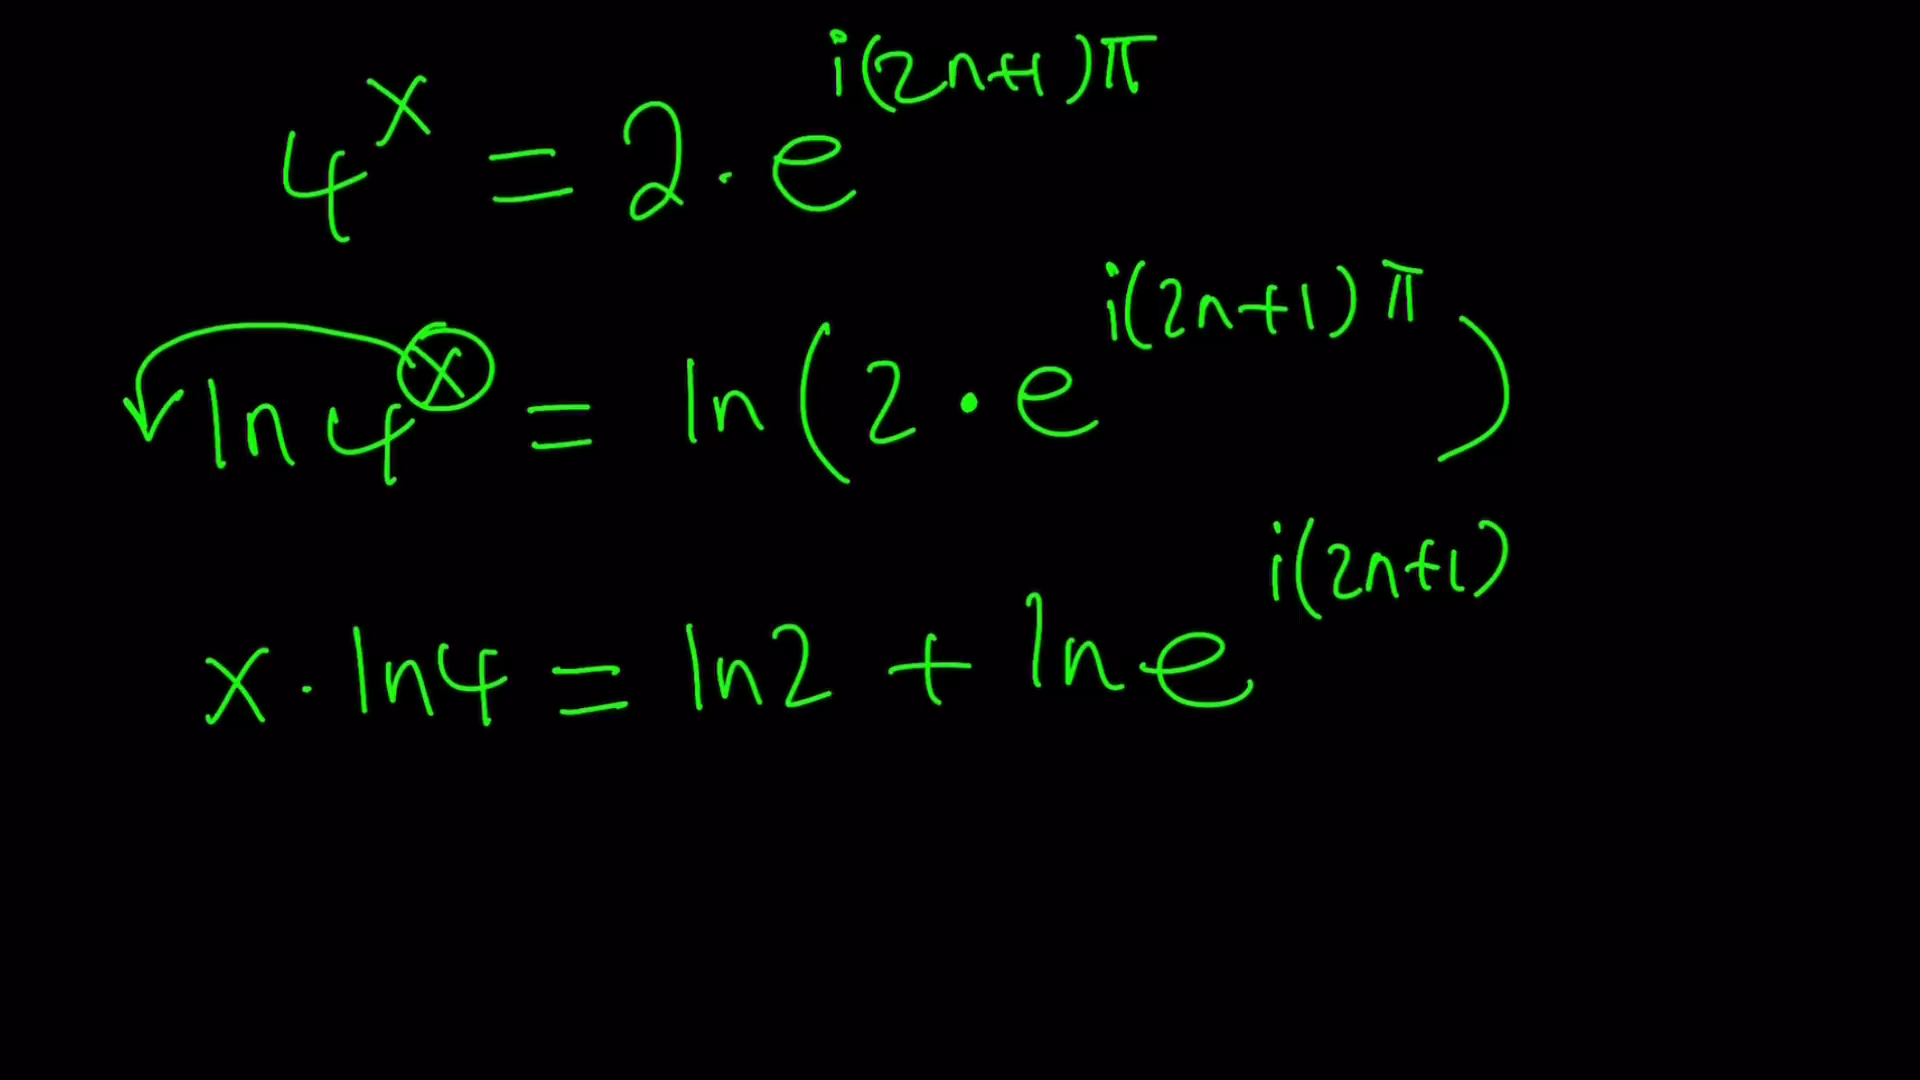 4^x = 2 · e^{i(2n+1)π}
ln 4^x = ln(2 · e^{i(2n+1)π})
x · ln4 = ln2 + ln e^{i(2n+1)}